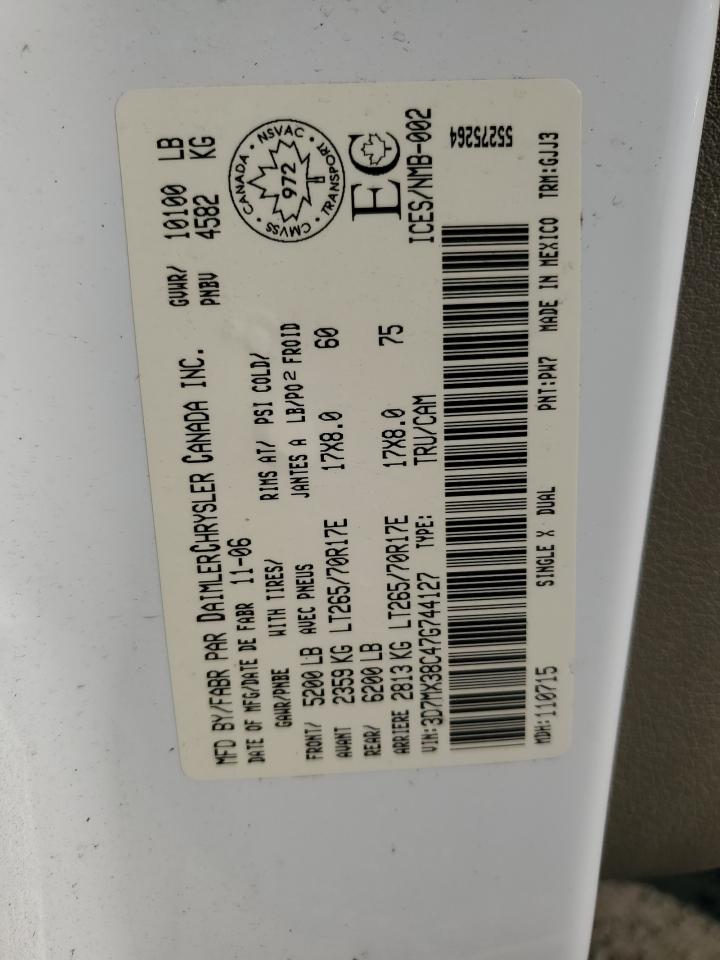 MFD BY/FABR PAR DAIMLERCHRYSLER CANADA INC.
DATE OF MFG/DATE DE FABR 11-06
GVWR/ 10100 LB
PNBV 4582 KG
GAWR/PNBE WITH TIRES/ RIMS AT/ PSI COLD/
AVEC PNEUS JANTES A LB/PO² FROID
FRONT/ 5200 LB
AVANT 2359 KG LT265/70R17E 17X8.0 60
REAR/ 6200 LB
ARRIERE 2813 KG LT265/70R17E 17X8.0 75
VIN:3D7MX38C47G744127 TYPE: TRU/CAM
CANADA · NSVAC · TRANSPORT · CMVSS ·
972
EC
ICES/NMB-002
55275264
MDH:110715 SINGLE X DUAL PNT:PW7 MADE IN MEXICO TRM:GJJ3